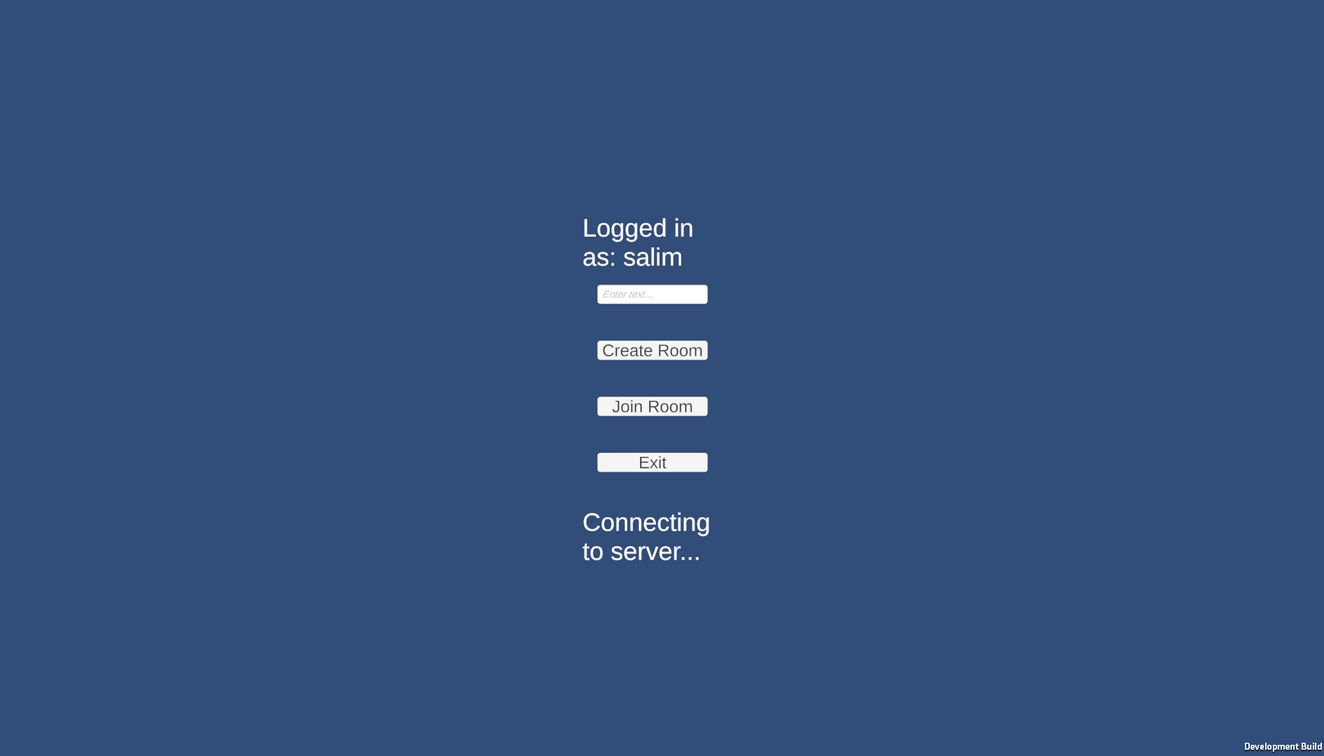 Logged in
as: salim
Enter text...
Create Room
Join Room
Exit
Connecting
to server...
Development Build